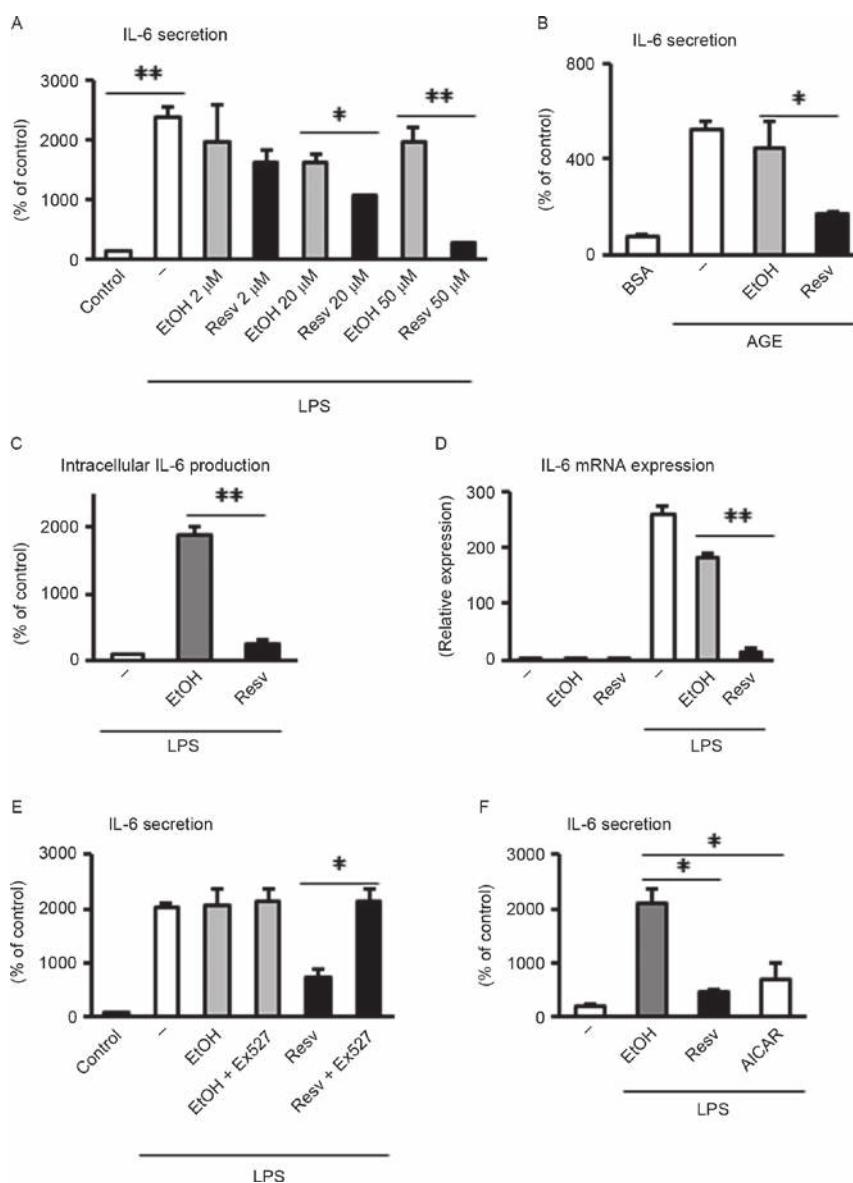 A
IL-6 secretion
(% of control)
3000
2000
1000
0
** * **
Control
–
EtOH 2 μM
Resv 2 μM
EtOH 20 μM
Resv 20 μM
EtOH 50 μM
Resv 50 μM
LPS
B
IL-6 secretion
(% of control)
800
400
0
*
BSA
–
EtOH
Resv
AGE
C
Intracellular IL-6 production
(% of control)
2000
1000
0
**
–
EtOH
Resv
LPS
D
IL-6 mRNA expression
(Relative expression)
300
200
100
0
**
–
EtOH
Resv
–
EtOH
Resv
LPS
E
IL-6 secretion
(% of control)
3000
2000
1000
0
*
Control
–
EtOH
EtOH + Ex527
Resv
Resv + Ex527
LPS
F
IL-6 secretion
(% of control)
3000
2000
1000
0
*
*
–
EtOH
Resv
AICAR
LPS